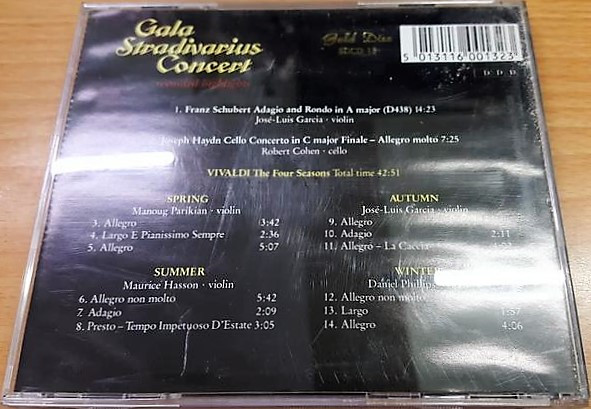 Gala
Stradivarius
Concert
Gold Disc
5 013116 001323
D D D
1. Franz Schubert Adagio and Rondo in A major (D438) 14:23
José-Luis Garcia · violin
Joseph Haydn Cello Concerto in C major Finale – Allegro molto 7:25
Robert Cohen · cello
VIVALDI The Four Seasons Total time 42:51
SPRING
Manoug Parikian · violin
3. Allegro 3:42
4. Largo E Pianissimo Sempre 2:36
5. Allegro 5:07
SUMMER
Maurice Hasson · violin
6. Allegro non molto 5:42
7. Adagio 2:09
8. Presto – Tempo Impetuoso D'Estate 3:05
AUTUMN
José-Luis Garcia · violin
9. Allegro
10. Adagio 2:11
11. Allegro – La Caccia
WINTER
Daniel
12. Allegro non molto
13. Largo
14. Allegro 4:06